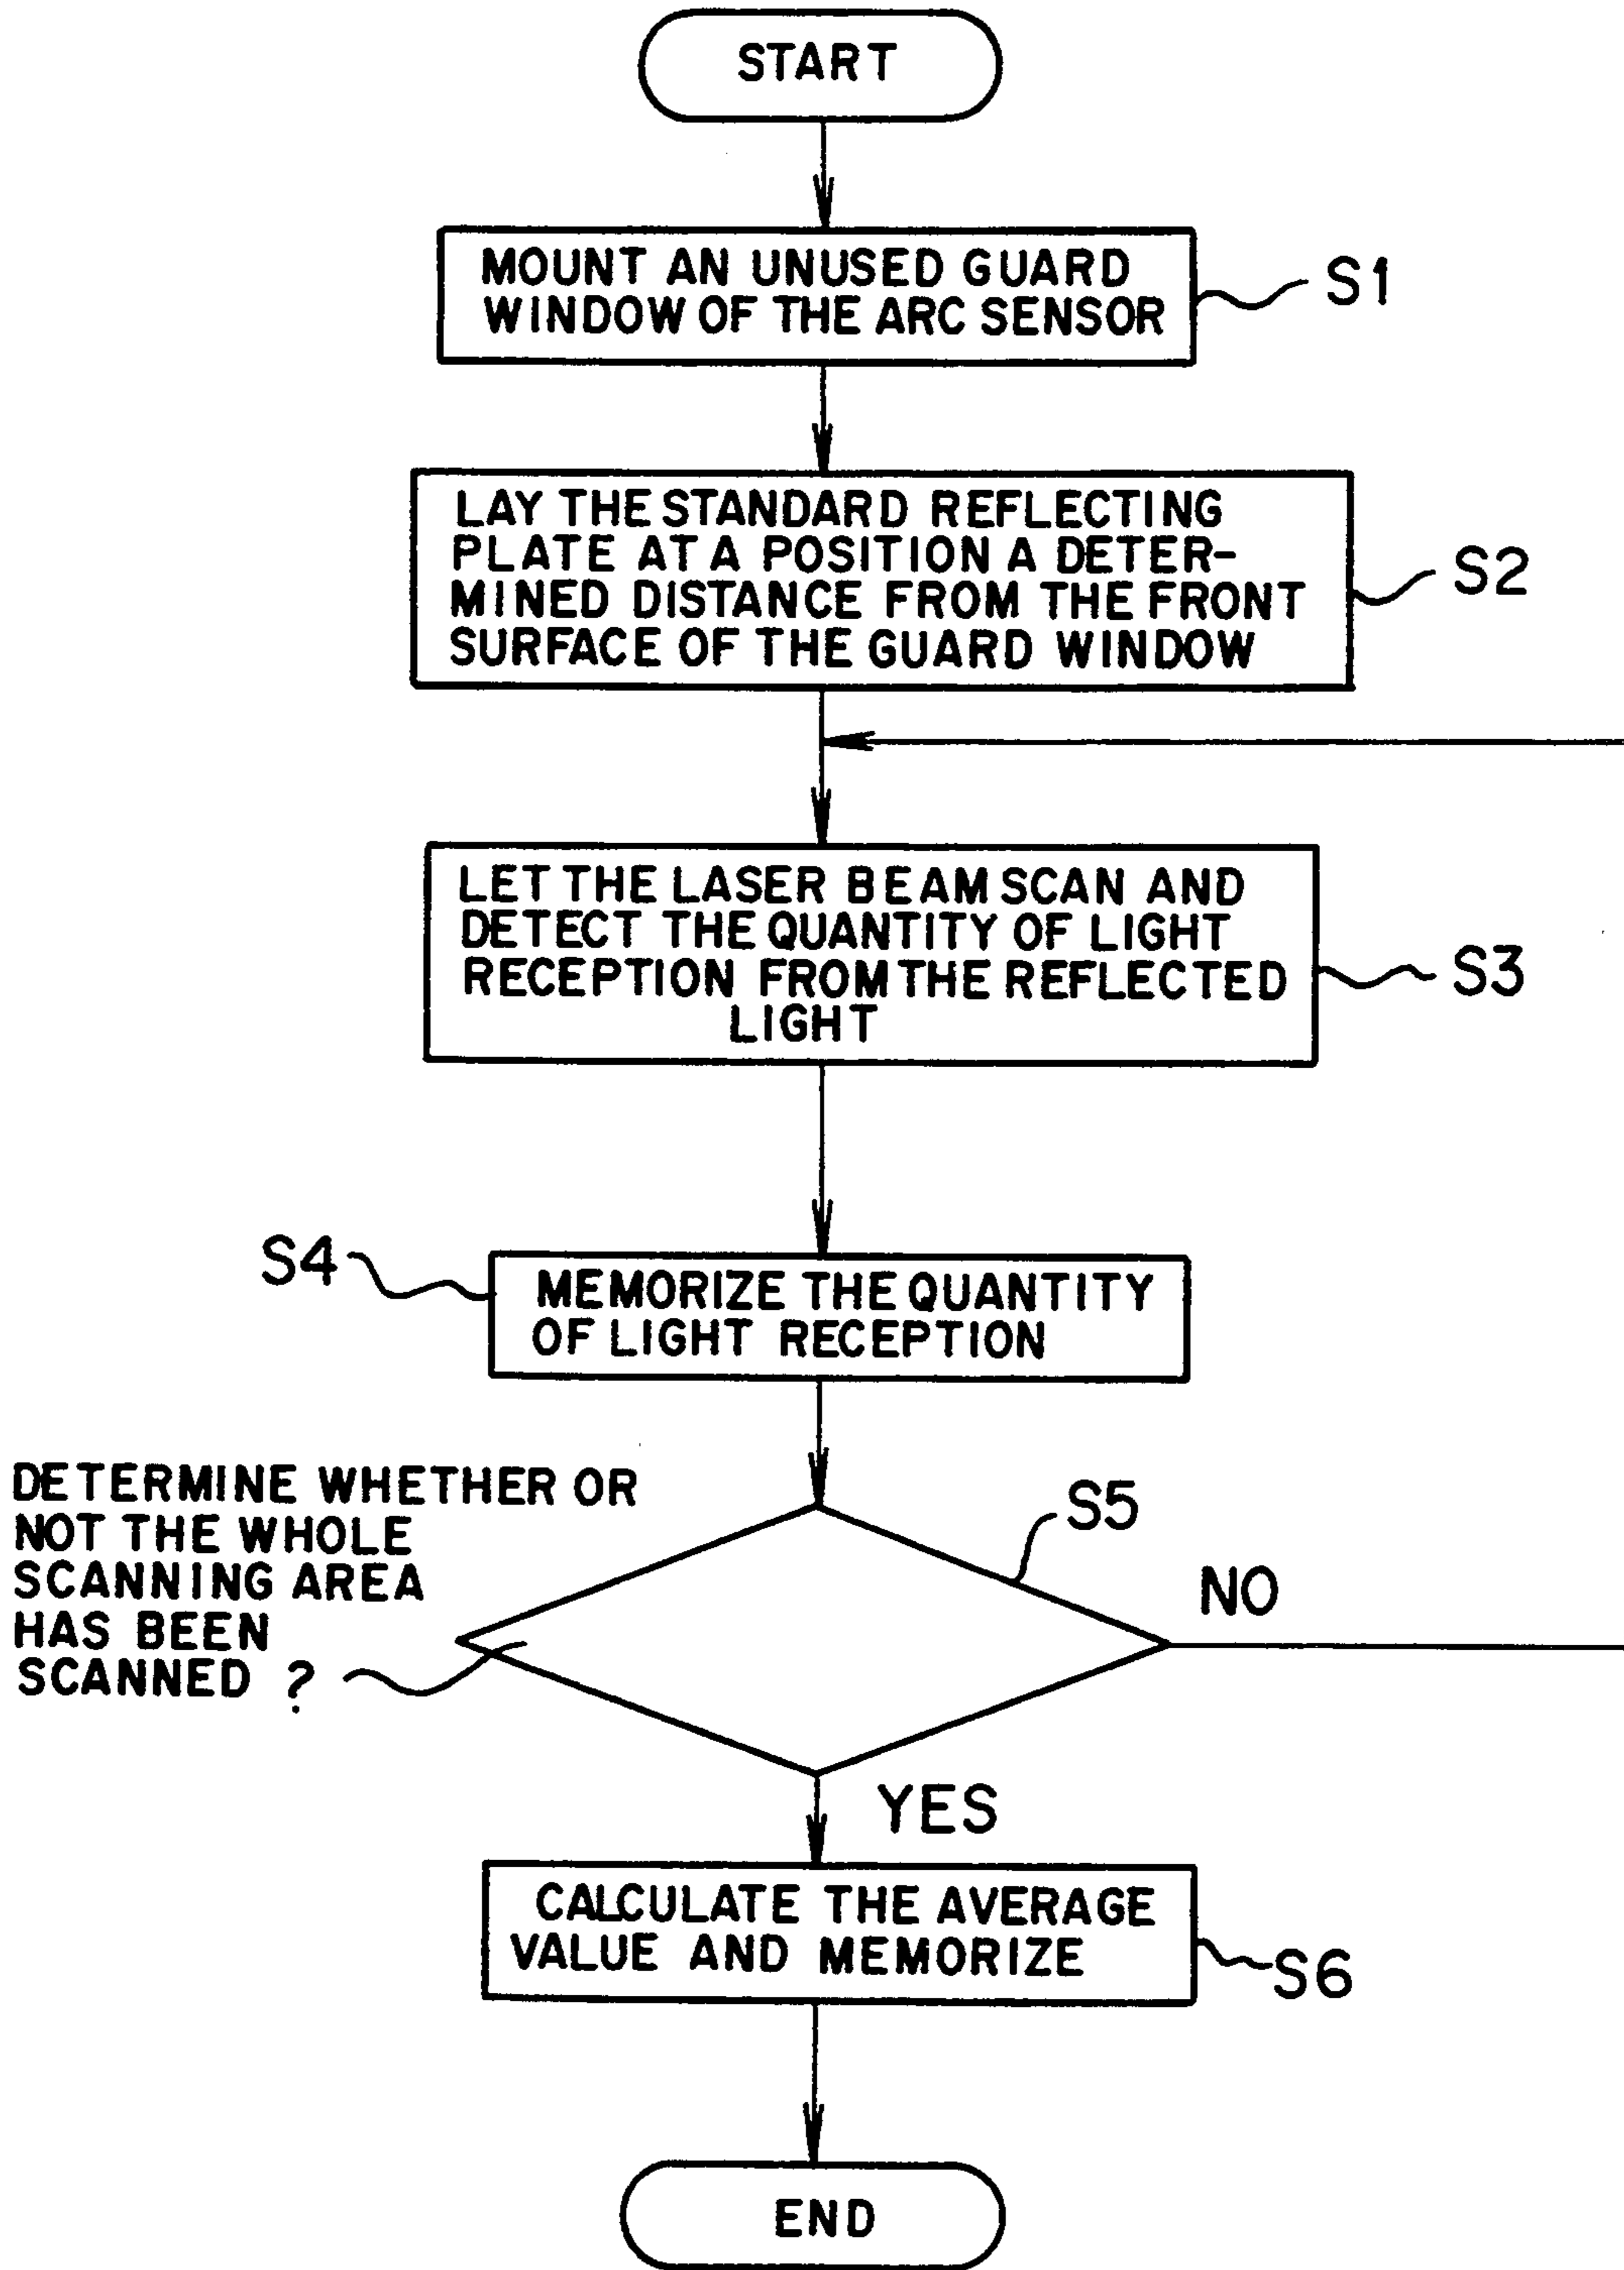 START
MOUNT AN UNUSED GUARD
WINDOW OF THE ARC SENSOR
S1
LAY THE STANDARD REFLECTING
PLATE AT A POSITION A DETER-
MINED DISTANCE FROM THE FRONT
SURFACE OF THE GUARD WINDOW
S2
LET THE LASER BEAM SCAN AND
DETECT THE QUANTITY OF LIGHT
RECEPTION FROM THE REFLECTED
LIGHT
S3
S4
MEMORIZE THE QUANTITY
OF LIGHT RECEPTION
DETERMINE WHETHER OR
NOT THE WHOLE
SCANNING AREA
HAS BEEN
SCANNED ?
S5
NO
YES
CALCULATE THE AVERAGE
VALUE AND MEMORIZE
S6
END